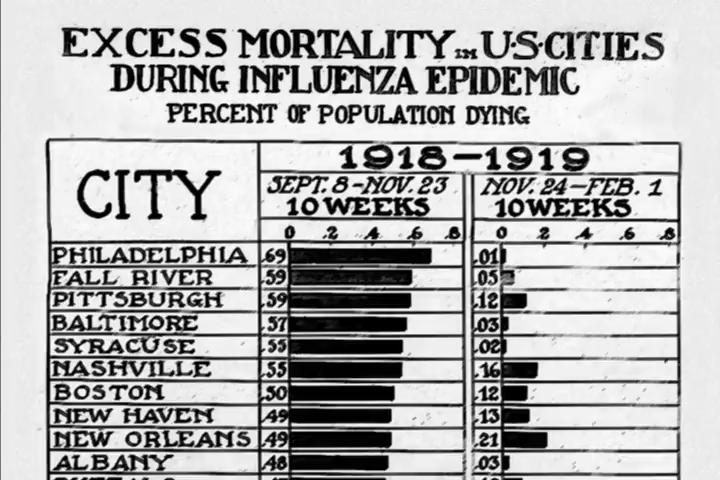 EXCESS MORTALITY IN U·S·CITIES
DURING INFLUENZA EPIDEMIC
PERCENT OF POPULATION DYING
CITY
1918-1919
SEPT. 8-NOV. 23 NOV. 24-FEB. 1
10 WEEKS 10 WEEKS
0 .2 .4 .6 .8 0 .2 .4 .6 .8
PHILADELPHIA .69 .01
FALL RIVER .59 .05
PITTSBURGH .59 .12
BALTIMORE .57 .03
SYRACUSE .55 .02
NASHVILLE .55 .16
BOSTON .50 .12
NEW HAVEN .49 .13
NEW ORLEANS .49 .21
ALBANY .48 .03